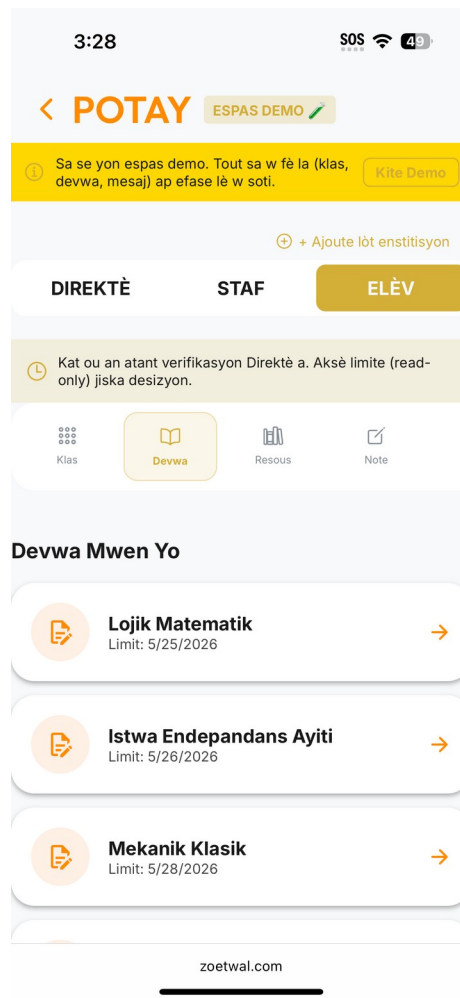 3:28
SOS
49
POTAY
ESPAS DEMO
Sa se yon espas demo. Tout sa w fè la (klas,
devwa, mesaj) ap efase lè w soti.
Kite Demo
+ Ajoute lòt enstitisyon
DIREKTÈ
STAF
ELÈV
Kat ou an atant verifikasyon Direktè a. Aksè limite (read-
only) jiska desizyon.
Klas
Devwa
Resous
Note
Devwa Mwen Yo
Lojik Matematik
Limit: 5/25/2026
Istwa Endepandans Ayiti
Limit: 5/26/2026
Mekanik Klasik
Limit: 5/28/2026
zoetwal.com